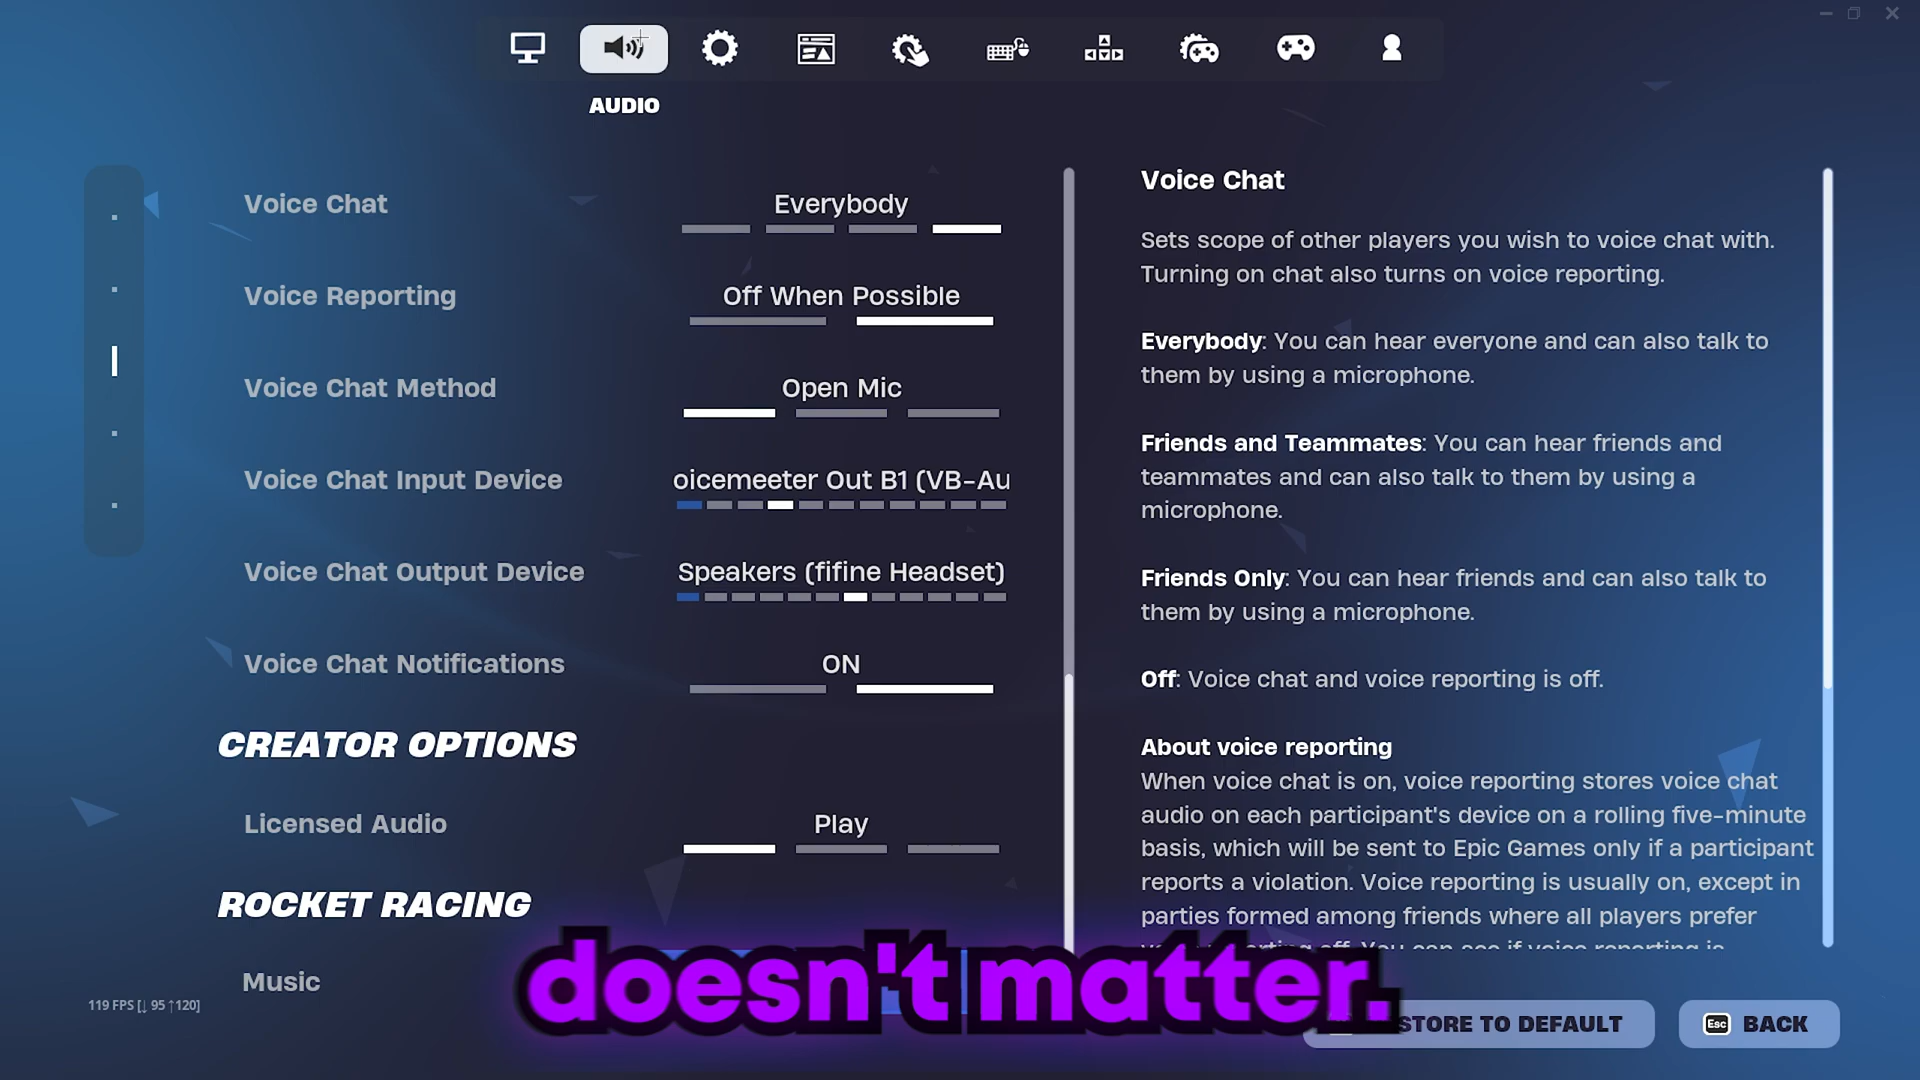 AUDIO
Voice Chat
Everybody
Voice Reporting
Off When Possible
Voice Chat Method
Open Mic
Voice Chat Input Device
oicemeeter Out B1 (VB-Au
Voice Chat Output Device
Speakers (fifine Headset)
Voice Chat Notifications
ON
CREATOR OPTIONS
Licensed Audio
Play
ROCKET RACING
Music
119 FPS [↓ 95 ↑120]
Voice Chat
Sets scope of other players you wish to voice chat with.
Turning on chat also turns on voice reporting.
Everybody: You can hear everyone and can also talk to
them by using a microphone.
Friends and Teammates: You can hear friends and
teammates and can also talk to them by using a
microphone.
Friends Only: You can hear friends and can also talk to
them by using a microphone.
Off: Voice chat and voice reporting is off.
About voice reporting
When voice chat is on, voice reporting stores voice chat
audio on each participant's device on a rolling five-minute
basis, which will be sent to Epic Games only if a participant
reports a violation. Voice reporting is usually on, except in
parties formed among friends where all players prefer
off. You can see if voice reporting is
doesn't matter.
STORE TO DEFAULT
Esc BACK